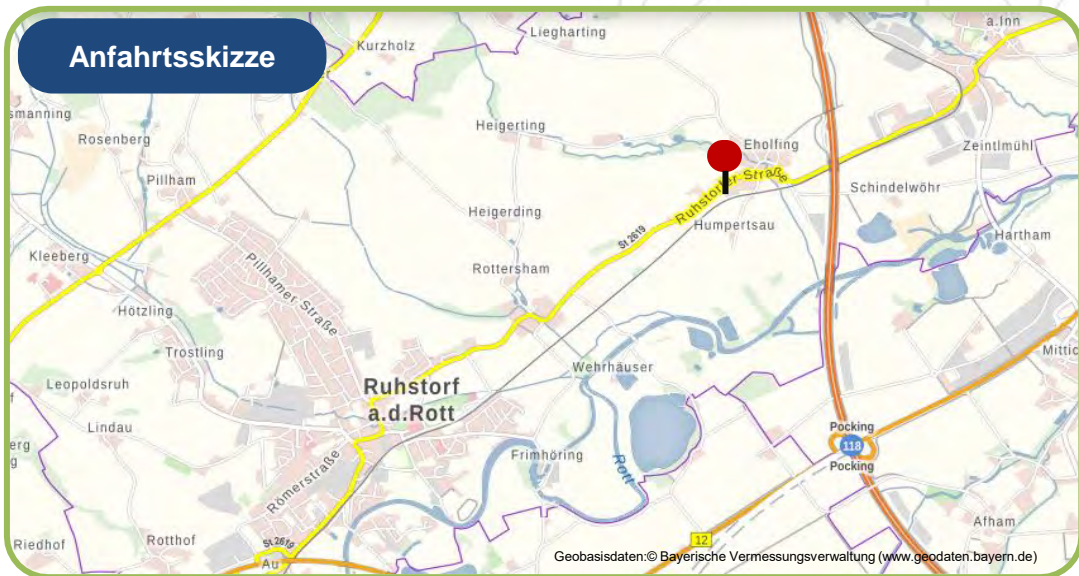 Anfahrtsskizze
a.Inn
Liegharting
Kurzholz
smanning
Rosenberg
Heigerting
Eholfing
Zeintlmühl
Pillham
Ruhstorfer Straße
Schindelwöhr
Heigerding
Humpertsau
St 2619
Hartham
Kleeberg
Pillhamer Straße
Rottersham
Hötzling
Trostling
Wehrhäuser
Mittic
Leopoldsruh
Ruhstorf
a.d.Rott
Lindau
Pocking
118
Pocking
erg
g
Römerstraße
Frimhöring
Rott
Afham
12
Riedhof
Rotthof
St 2619
Au
Geobasisdaten:© Bayerische Vermessungsverwaltung (www.geodaten.bayern.de)